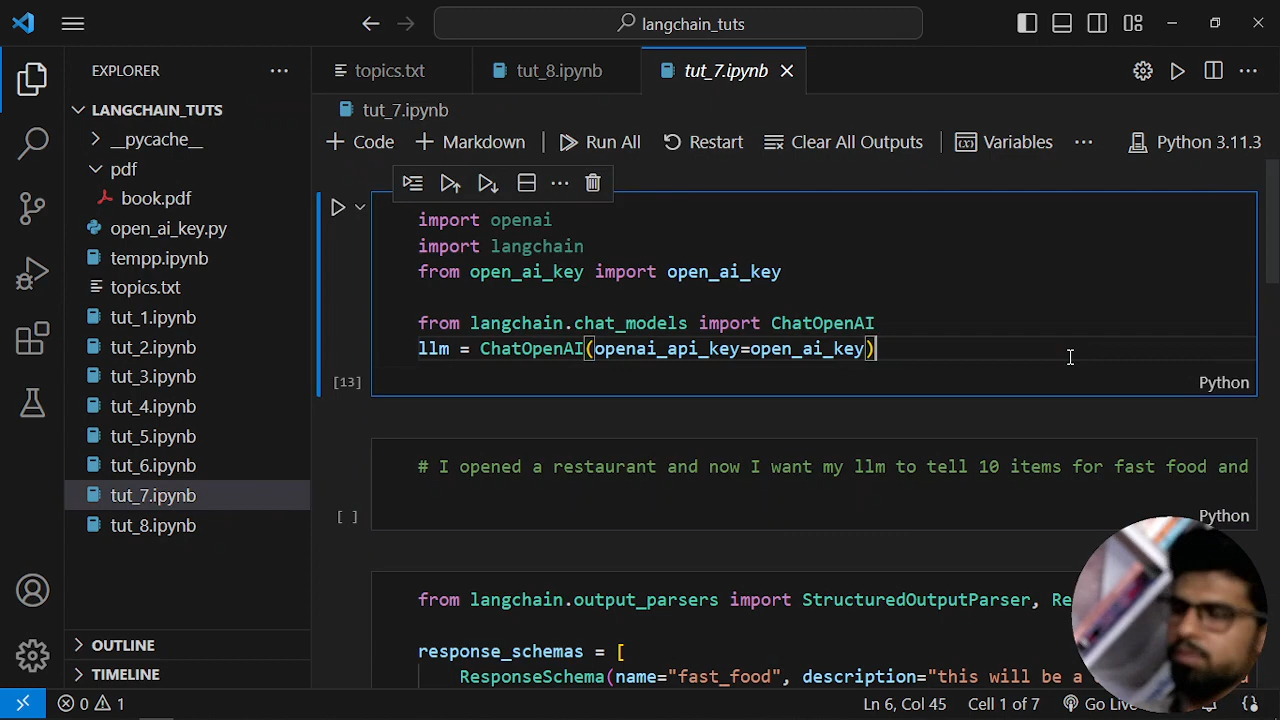 langchain_tuts
EXPLORER
topics.txt
tut_8.ipynb
tut_7.ipynb
LANGCHAIN_TUTS
__pycache__
pdf
book.pdf
open_ai_key.py
tempp.ipynb
topics.txt
tut_1.ipynb
tut_2.ipynb
tut_3.ipynb
tut_4.ipynb
tut_5.ipynb
tut_6.ipynb
tut_7.ipynb
tut_8.ipynb
OUTLINE
TIMELINE
tut_7.ipynb
+ Code + Markdown Run All Restart Clear All Outputs Variables ... Python 3.11.3
import openai
import langchain
from open_ai_key import open_ai_key
from langchain.chat_models import ChatOpenAI
llm = ChatOpenAI(openai_api_key=open_ai_key)
[13] Python
# I opened a restaurant and now I want my llm to tell 10 items for fast food and
[ ] Python
from langchain.output_parsers import StructuredOutputParser, Re
response_schemas = [
ResponseSchema(name="fast_food", description="this will be a
0 1 Ln 6, Col 45 Cell 1 of 7 Go Live